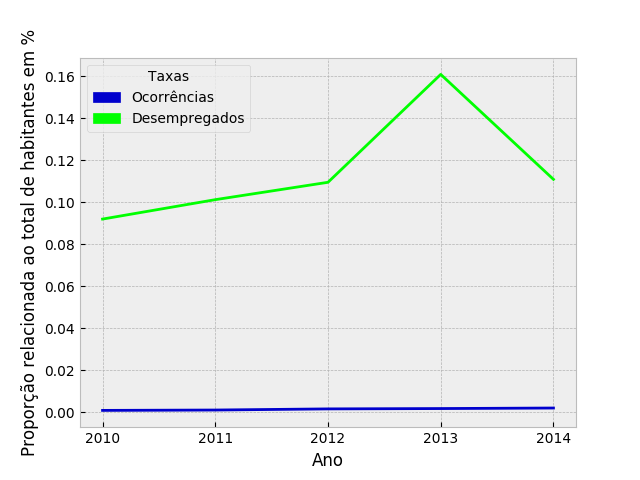 Proporção relacionada ao total de habitantes em %
0.16
0.14
0.12
0.10
0.08
0.06
0.04
0.02
0.00
Taxas
Ocorrências
Desempregados
2010 2011 2012 2013 2014
Ano